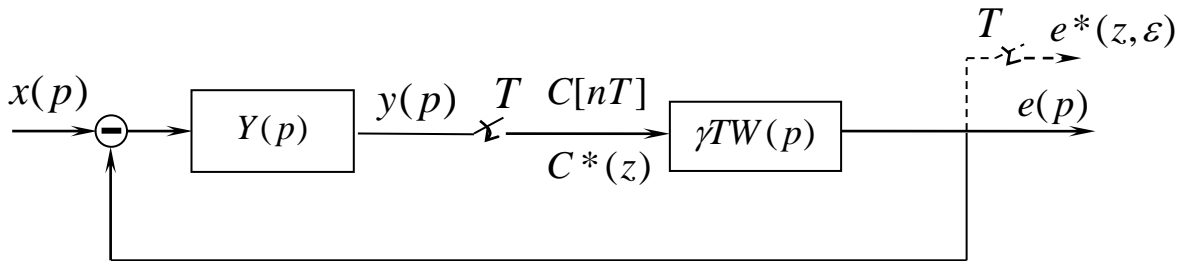 T e*(z,ε)
x(p) Y(p) y(p) T C[nT] γTW(p) e(p)
C*(z)